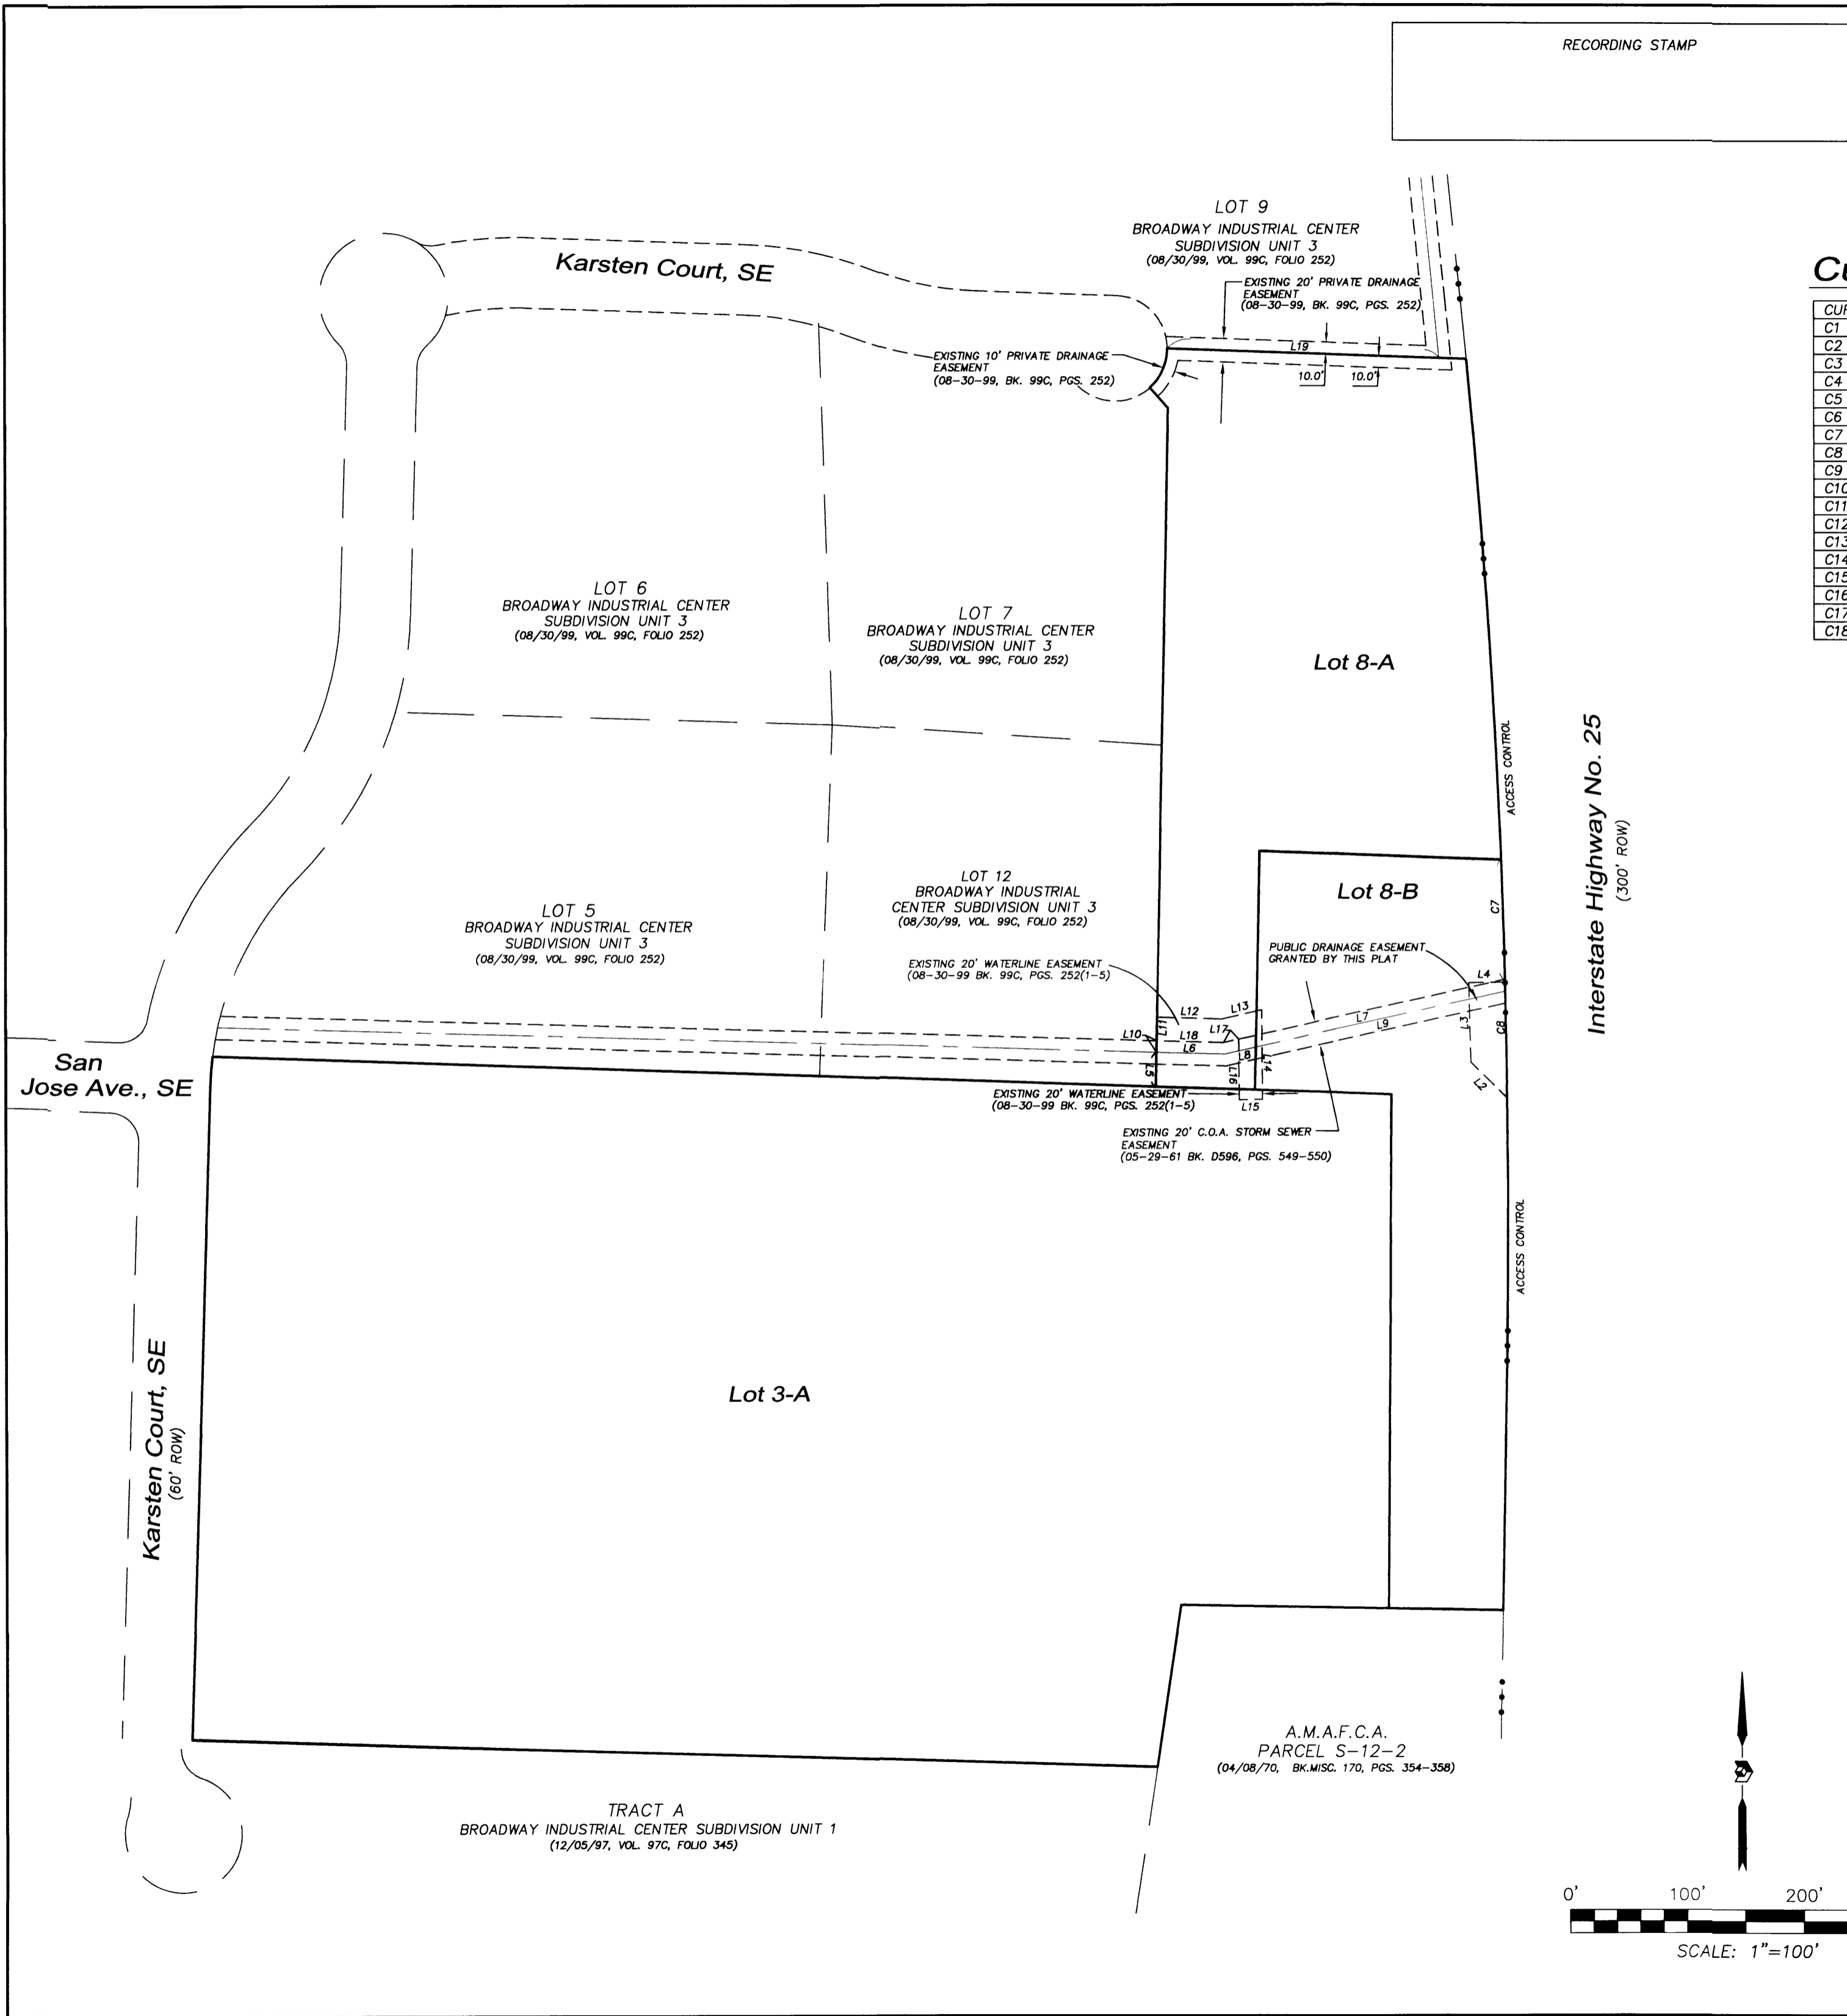 RECORDING STAMP
LOT 9
BROADWAY INDUSTRIAL CENTER
SUBDIVISION UNIT 3
(08/30/99, VOL. 99C, FOLIO 252)
Karsten Court, SE
EXISTING 20' PRIVATE DRAINAGE
EASEMENT
(08-30-99, BK. 99C, PGS. 252)
L19
EXISTING 10' PRIVATE DRAINAGE
EASEMENT
(08-30-99, BK. 99C, PGS. 252)
10.0'
10.0'
C1
C2
C3
C4
C5
C6
C7
C8
C9
C10
C11
C12
C13
C14
C15
C16
C17
C18
LOT 6
BROADWAY INDUSTRIAL CENTER
SUBDIVISION UNIT 3
(08/30/99, VOL. 99C, FOLIO 252)
LOT 7
BROADWAY INDUSTRIAL CENTER
SUBDIVISION UNIT 3
(08/30/99, VOL. 99C, FOLIO 252)
Lot 8-A
ACCESS CONTROL
Interstate Highway No. 25
(300' ROW)
LOT 5
BROADWAY INDUSTRIAL CENTER
SUBDIVISION UNIT 3
(08/30/99, VOL. 99C, FOLIO 252)
LOT 12
BROADWAY INDUSTRIAL
CENTER SUBDIVISION UNIT 3
(08/30/99, VOL. 99C, FOLIO 252)
Lot 8-B
C7
PUBLIC DRAINAGE EASEMENT
GRANTED BY THIS PLAT
EXISTING 20' WATERLINE EASEMENT
(08-30-99 BK. 99C, PGS. 252(1-5)
L4
L12
L13
L11
L10
L18
L17
L6
L7
L9
L3
C8
L8
L5
L16
L14
L2
L15
San
Jose Ave., SE
EXISTING 20' WATERLINE EASEMENT
(08-30-99 BK. 99C, PGS. 252(1-5)
EXISTING 20' C.O.A. STORM SEWER
EASEMENT
(05-29-61 BK. D596, PGS. 549-550)
ACCESS CONTROL
Karsten Court, SE
(60' ROW)
Lot 3-A
A.M.A.F.C.A.
PARCEL S-12-2
(04/08/70, BK.MISC. 170, PGS. 354-358)
TRACT A
BROADWAY INDUSTRIAL CENTER SUBDIVISION UNIT 1
(12/05/97, VOL. 97C, FOLIO 345)
0' 100' 200'
SCALE: 1"=100'